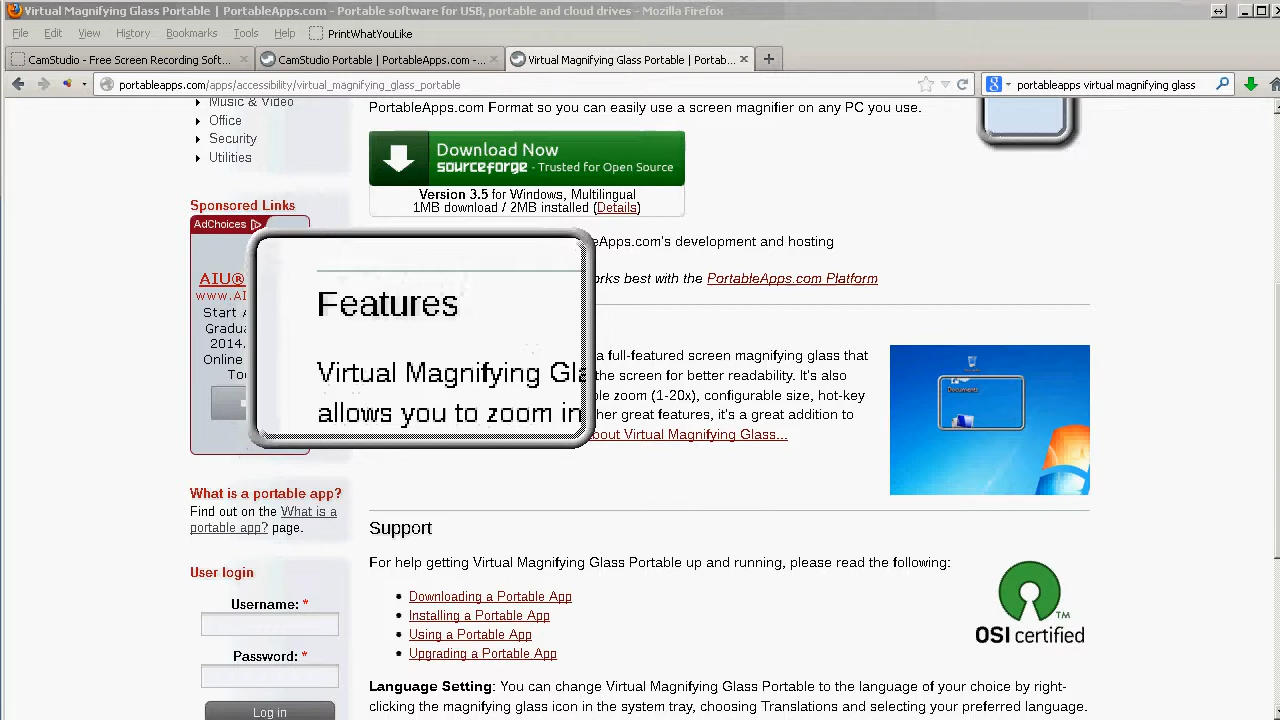 Virtual Magnifying Glass Portable | PortableApps.com - Portable software for USB, portable and cloud drives - Mozilla Firefox
File Edit View History Bookmarks Tools Help PrintWhatYouLike
CamStudio - Free Screen Recording Soft... CamStudio Portable | PortableApps.com -... Virtual Magnifying Glass Portable | Portab...
portableapps.com/apps/accessibility/virtual_magnifying_glass_portable
portableapps virtual magnifying glass
Music & Video
Office
Security
Utilities
Sponsored Links
AdChoices
AIU®
www.AI
Start A
Gradua
2014.
Online
To
PortableApps.com Format so you can easily use a screen magnifier on any PC you use.
Download Now
sourceforge - Trusted for Open Source
Version 3.5 for Windows, Multilingual
1MB download / 2MB installed (Details)
eApps.com's development and hosting
rks best with the PortableApps.com Platform
Features
Virtual Magnifying Gla
allows you to zoom in
a full-featured screen magnifying glass that
the screen for better readability. It's also
ble zoom (1-20x), configurable size, hot-key
her great features, it's a great addition to
bout Virtual Magnifying Glass...
Documents
What is a portable app?
Find out on the What is a
portable app? page.
User login
Username: *
Password: *
Log in
Support
For help getting Virtual Magnifying Glass Portable up and running, please read the following:
Downloading a Portable App
Installing a Portable App
Using a Portable App
Upgrading a Portable App
TM
OSI certified
Language Setting: You can change Virtual Magnifying Glass Portable to the language of your choice by right-
clicking the magnifying glass icon in the system tray, choosing Translations and selecting your preferred language.